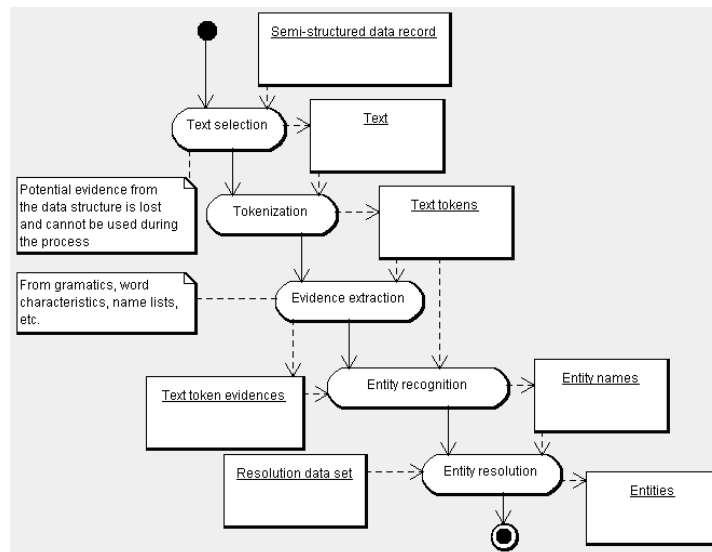 Semi-structured data record
Text selection
Text
Potential evidence from
the data structure is lost
and cannot be used during
the process
Tokenization
Text tokens
From gramatics, word
characteristics, name lists,
etc.
Evidence extraction
Text token evidences
Entity recognition
Entity names
Resolution data set
Entity resolution
Entities